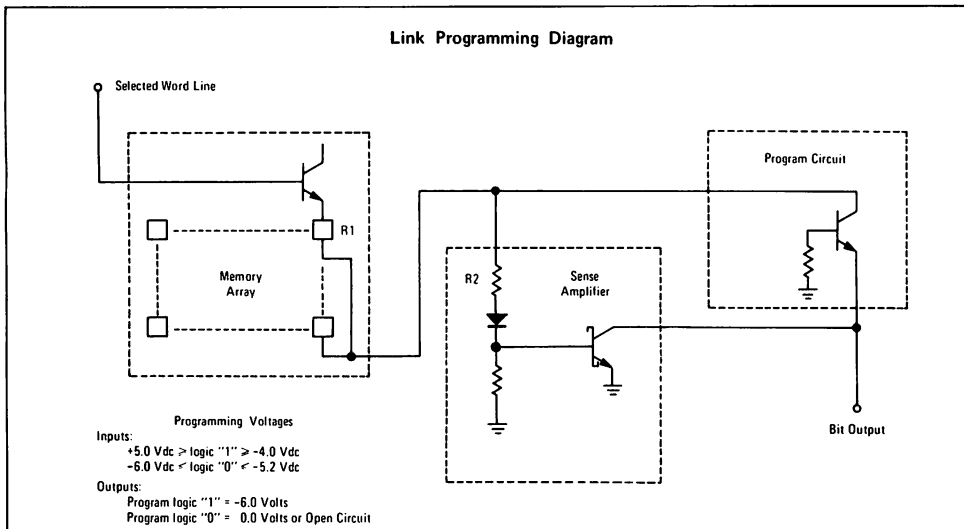 Link Programming Diagram
Selected Word Line
Program Circuit
R1
Memory
Array
R2
Sense
Amplifier
Bit Output
Programming Voltages
Inputs:
+5.0 Vdc > logic "1" ⩾ -4.0 Vdc
-6.0 Vdc ⩽ logic "0" ⩽ -5.2 Vdc
Outputs:
Program logic "1" = -6.0 Volts
Program logic "0" = 0.0 Volts or Open Circuit